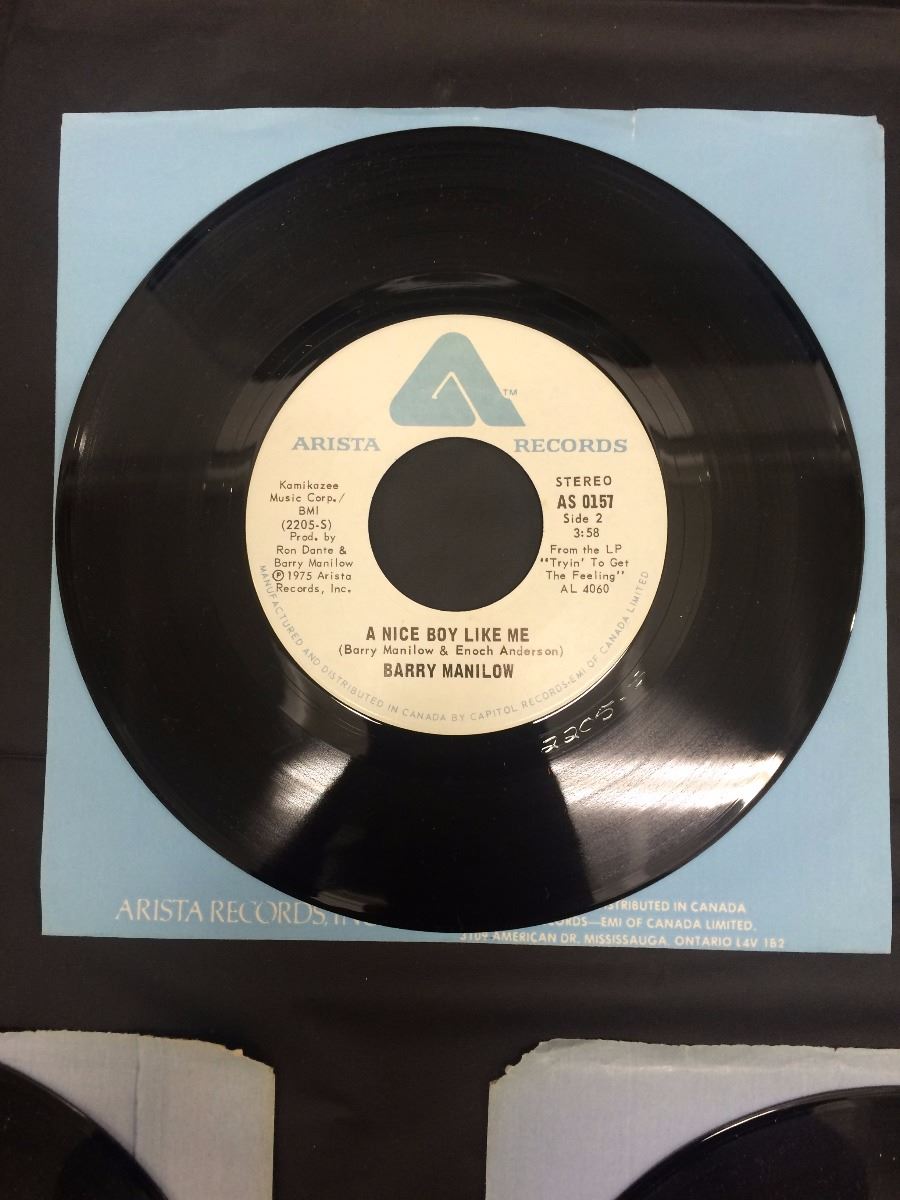 TM
ARISTA RECORDS
Kamikazee
Music Corp./
BMI
(2205-S)
Prod. by
Ron Dante &
Barry Manilow
Ⓟ 1975 Arista
Records, Inc.
STEREO
AS 0157
Side 2
3:58
From the LP
"Tryin' To Get
The Feeling"
AL 4060
A NICE BOY LIKE ME
(Barry Manilow & Enoch Anderson)
BARRY MANILOW
MANUFACTURED AND DISTRIBUTED IN CANADA BY CAPITOL RECORDS-EMI OF CANADA LIMITED
2205
ARISTA RECORDS,
IN CANADA
EMI OF CANADA LIMITED.
3109 AMERICAN DR. MISSISSAUGA, ONTARIO L4V 1B2